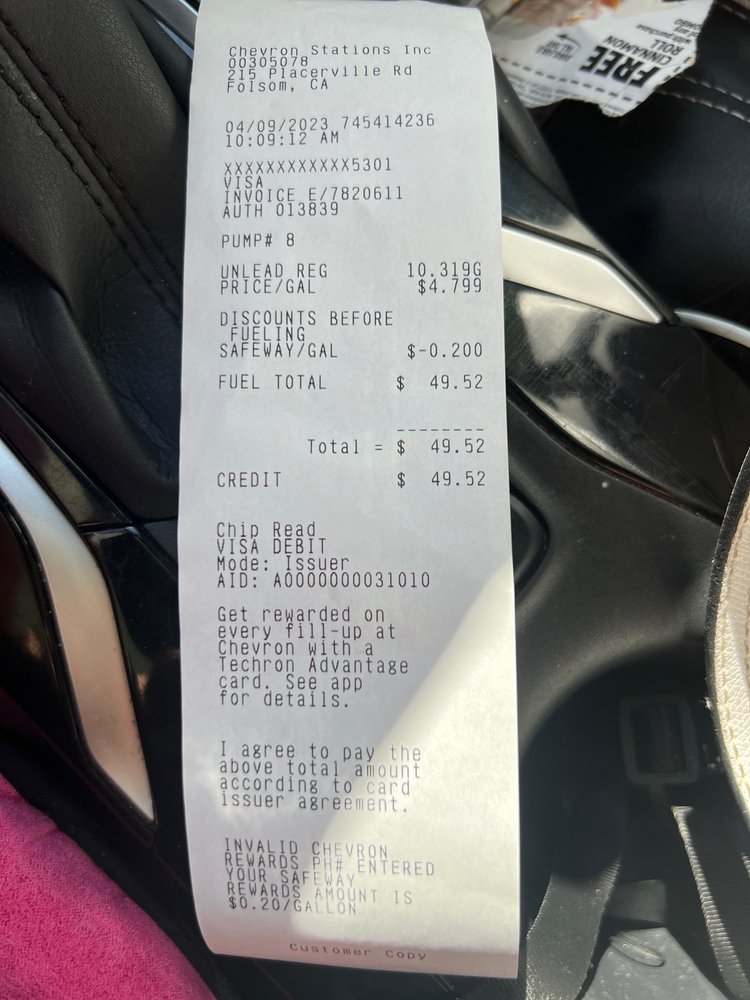 Chevron Stations Inc
00305078
215 Placerville Rd
Folsom, CA
04/09/2023 745414236
10:09:12 AM
XXXXXXXXXXXX5301
VISA
INVOICE E/7820611
AUTH 013839
PUMP# 8
UNLEAD REG 10.319G
PRICE/GAL $4.799
DISCOUNTS BEFORE
FUELING
SAFEWAY/GAL $-0.200
FUEL TOTAL $ 49.52
--------
Total = $ 49.52
CREDIT $ 49.52
Chip Read
VISA DEBIT
Mode: Issuer
AID: A0000000031010
Get rewarded on
every fill-up at
Chevron with a
Techron Advantage
card. See app
for details.
I agree to pay the
above total amount
according to card
issuer agreement.
INVALID CHEVRON
REWARDS PH# ENTERED
YOUR SAFEWAY
REWARDS AMOUNT IS
$0.20/GALLON
Customer Copy
FREE
CINNAMON
ROLL
with purchase